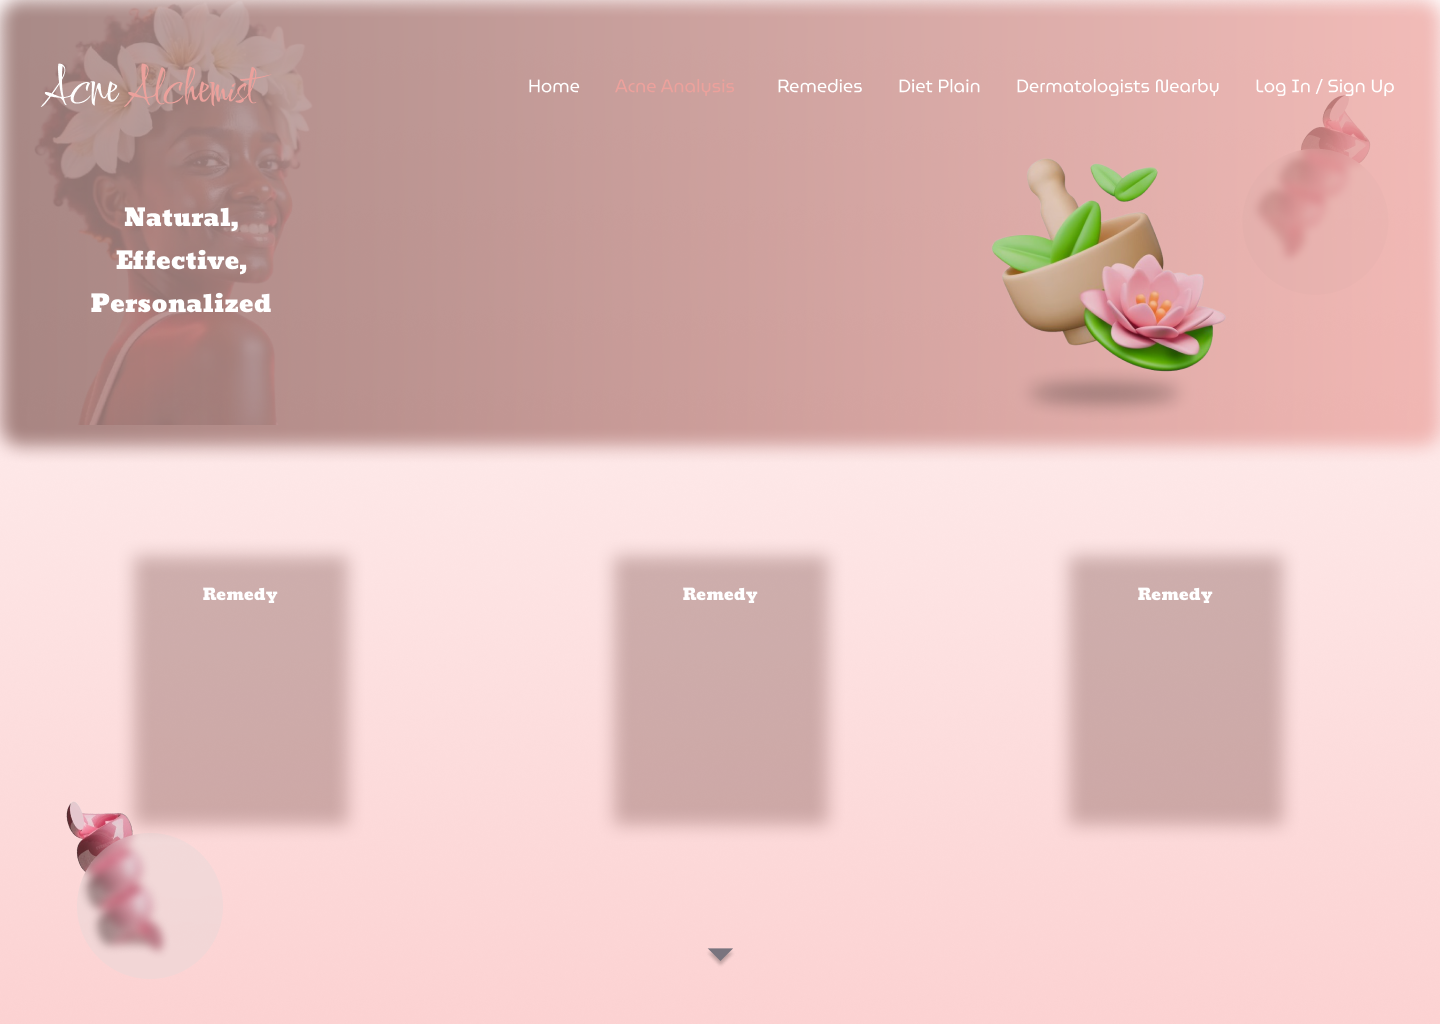 Acne Alchemist
Home Acne Analysis Remedies Diet Plain Dermatologists Nearby Log In / Sign Up
Natural,
Effective,
Personalized
Remedy Remedy Remedy